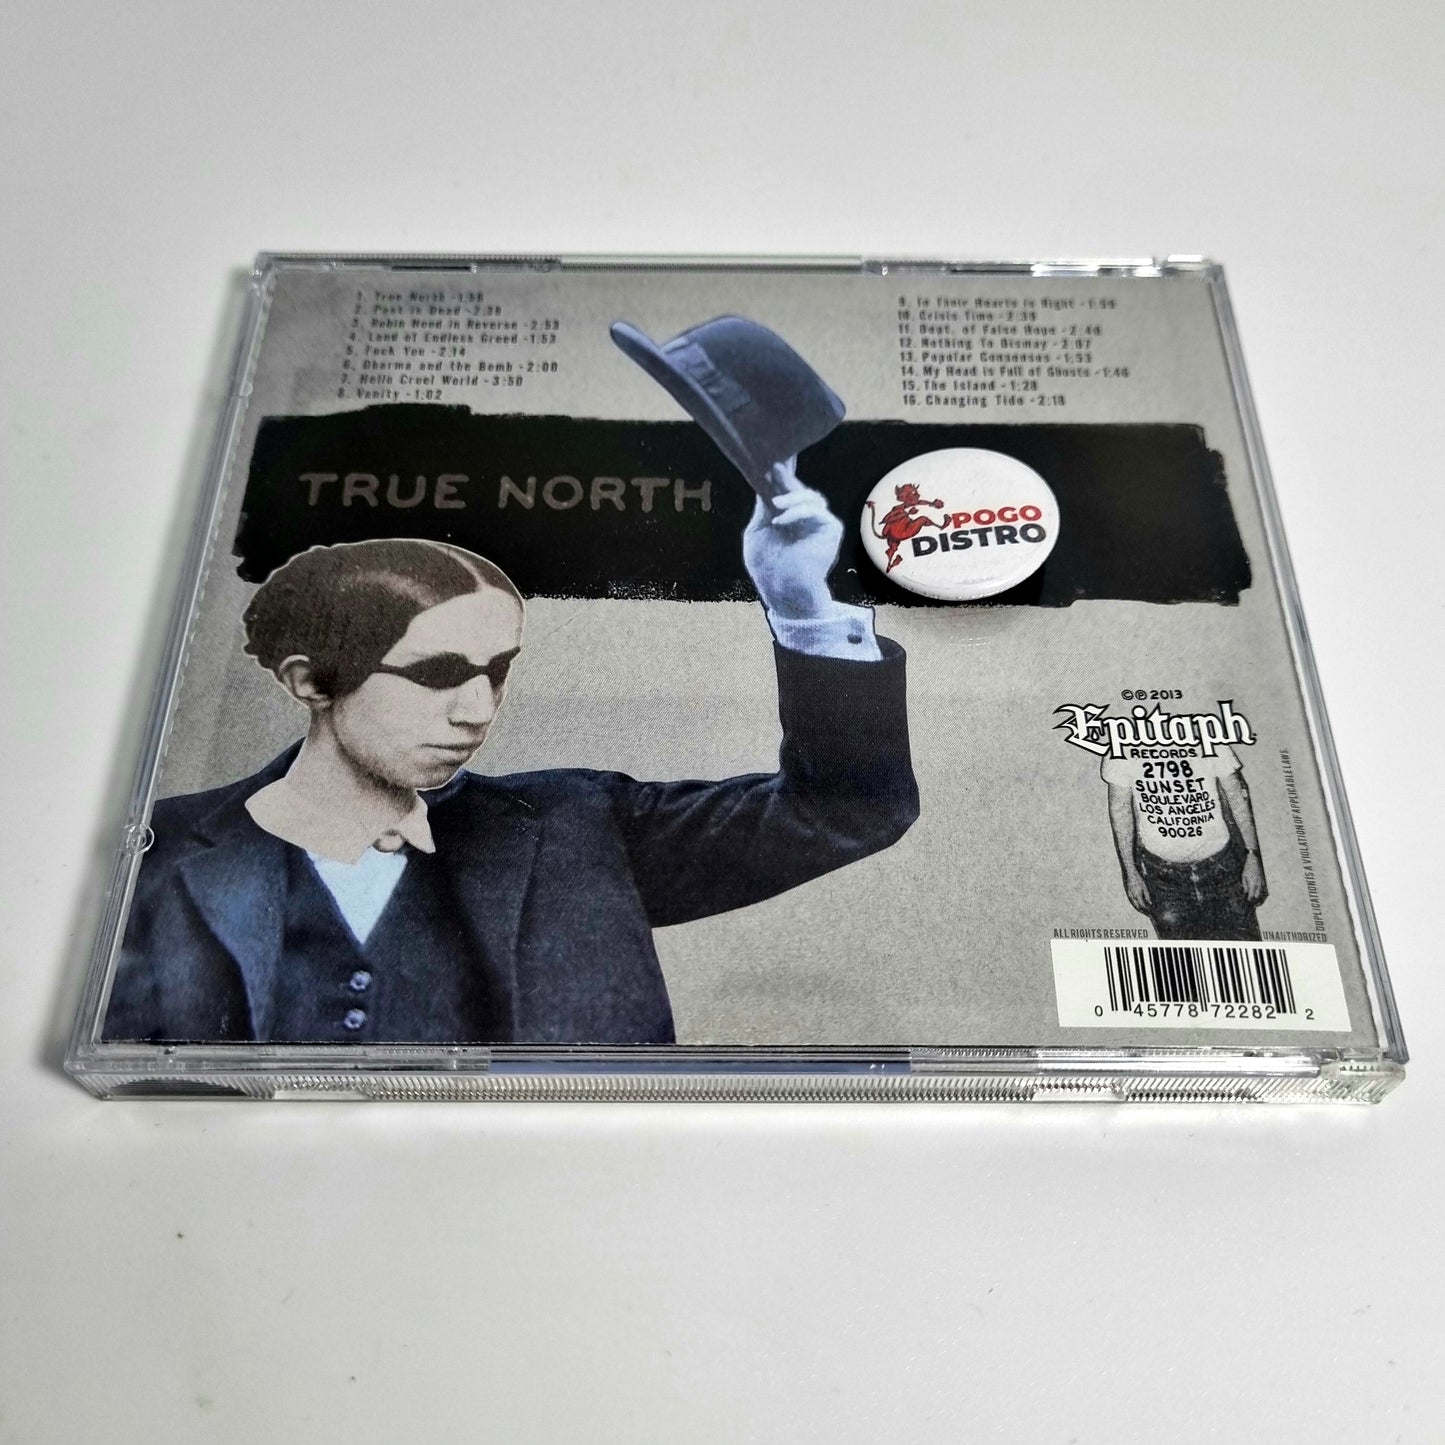 1. True North - 1:56
2. Past is Dead - 2:39
3. Robin Hood in Reverse - 2:53
4. Land of Endless Greed - 1:53
5. Fuck You - 2:14
6. Dharma and the Bomb - 2:00
7. Hello Cruel World - 3:50
8. Vanity - 1:02
9. In Their Hearts is Right - 1:59
10. Crisis Time - 2:39
11. Dept. of False Hope - 2:40
12. Nothing To Dismay - 2:07
13. Popular Consensus - 1:53
14. My Head is Full of Ghosts - 1:46
15. The Island - 1:28
16. Changing Tide - 2:18
TRUE NORTH
POGO
DISTRO
©℗ 2013
Epitaph
RECORDS
2798
SUNSET
BOULEVARD
LOS ANGELES
CALIFORNIA
90026
ALL RIGHTS RESERVED
UNAUTHORIZED
DUPLICATION IS A VIOLATION OF APPLICABLE LAWS.
0 45778 72282 2